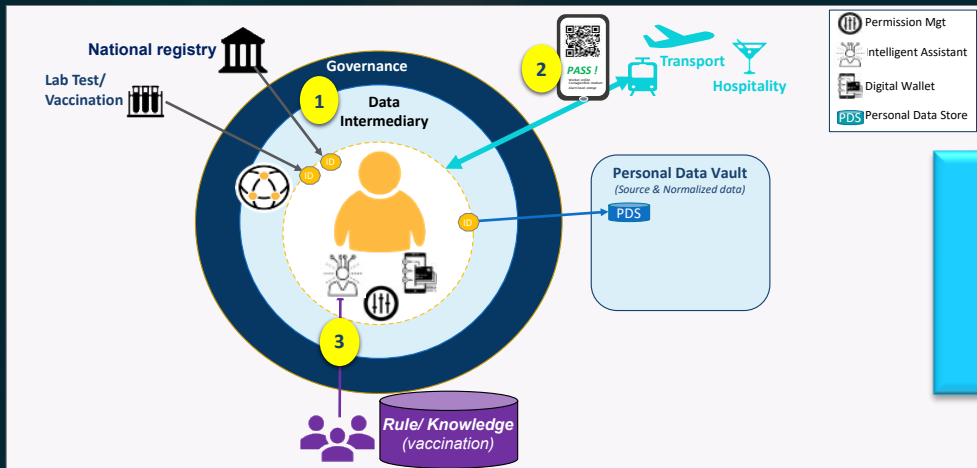 National registry
Lab Test/
Vaccination
Governance
1
Data
Intermediary
ID
ID
ID
2
PASS !
Transport
Hospitality
Personal Data Vault
(Source & Normalized data)
PDS
3
Rule/ Knowledge
(vaccination)
Permission Mgt
Intelligent Assistant
Digital Wallet
PDS
Personal Data Store